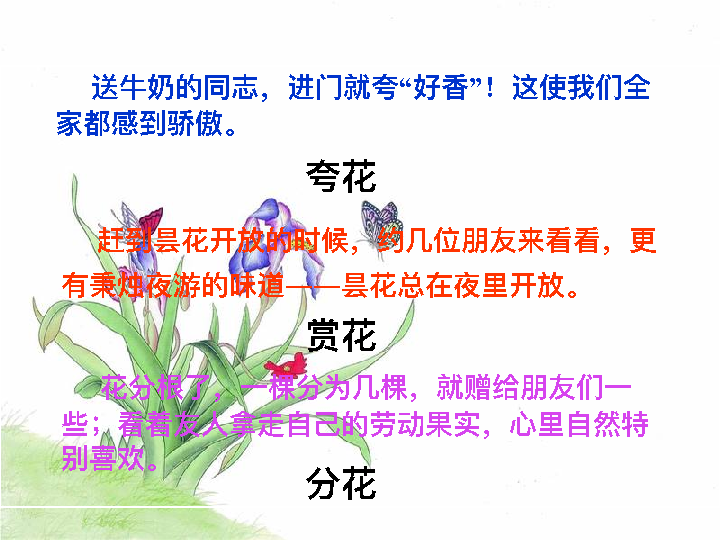 送牛奶的同志，进门就夸“好香”！这使我们全
家都感到骄傲。
夸花
赶到昙花开放的时候，约几位朋友来看看，更
有秉烛夜游的味道——昙花总在夜里开放。
赏花
花分根了，一棵分为几棵，就赠给朋友们一
些；看着友人拿走自己的劳动果实，心里自然特
别喜欢。
分花